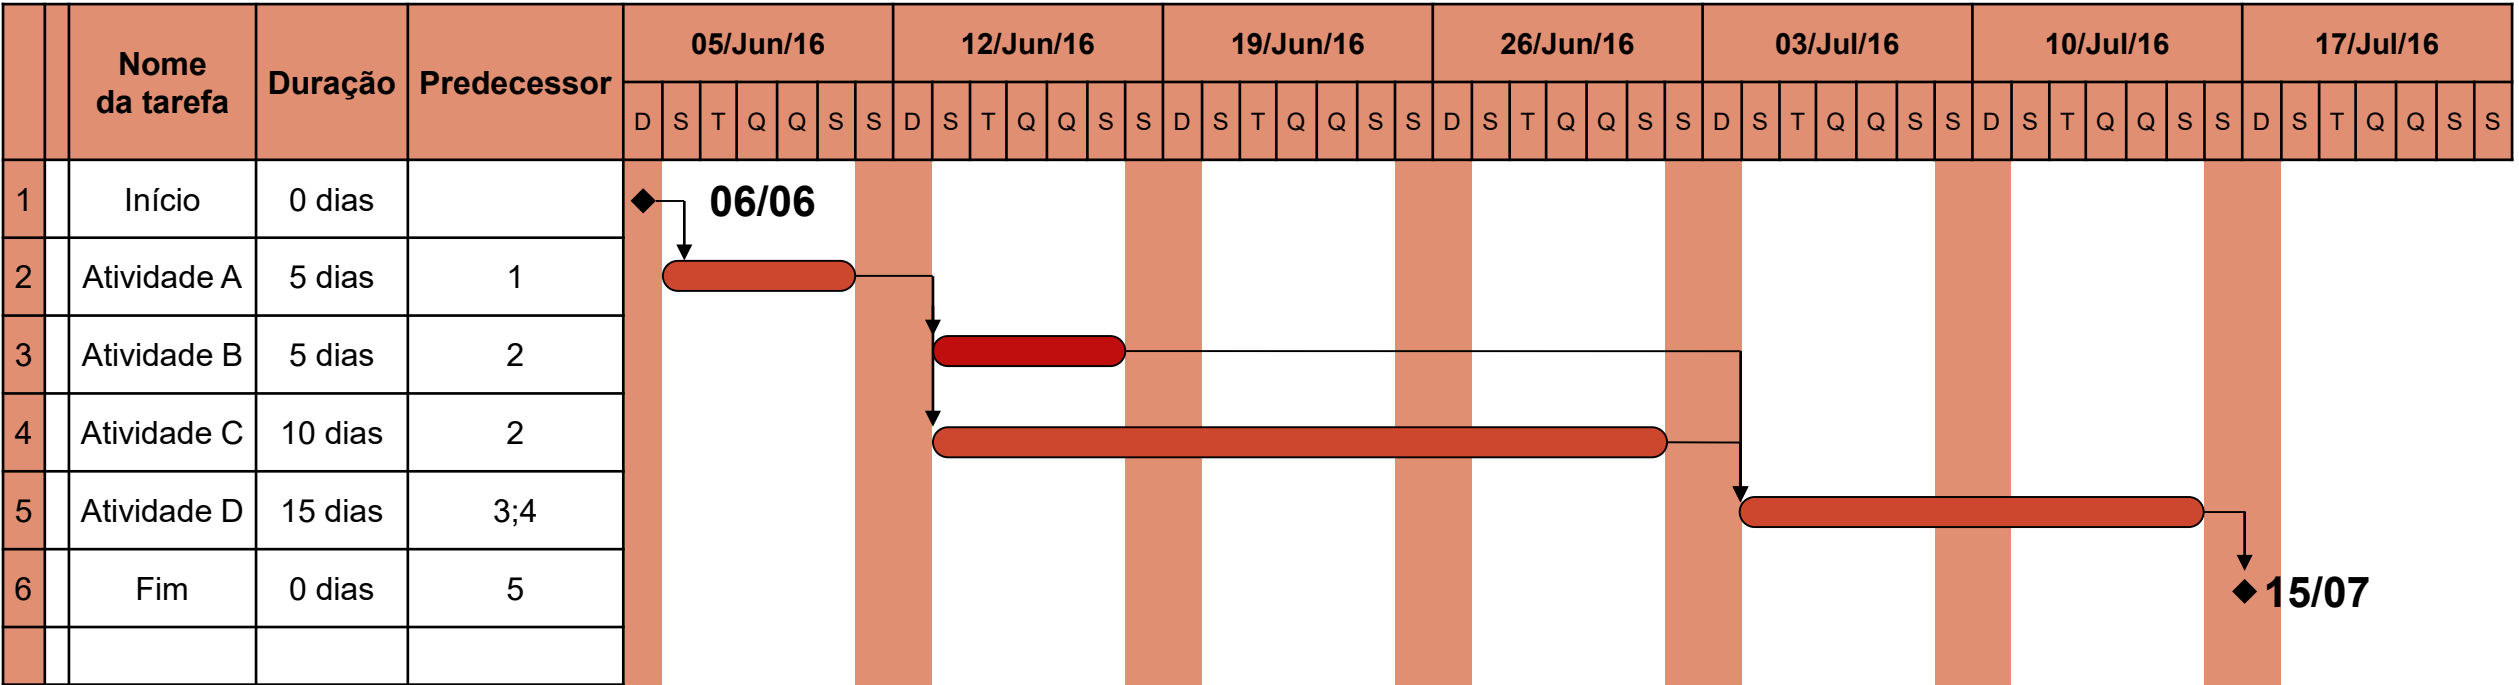 Nome da tarefa Duração Predecessor 05/Jun/16 12/Jun/16 19/Jun/16 26/Jun/16 03/Jul/16 10/Jul/16 17/Jul/16
D S T Q Q S S D S T Q Q S S D S T Q Q S S D S T Q Q S S D S T Q Q S S D S T Q Q S S D S T Q Q S S
1 Início 0 dias 06/06
2 Atividade A 5 dias 1
3 Atividade B 5 dias 2
4 Atividade C 10 dias 2
5 Atividade D 15 dias 3;4
6 Fim 0 dias 5 15/07